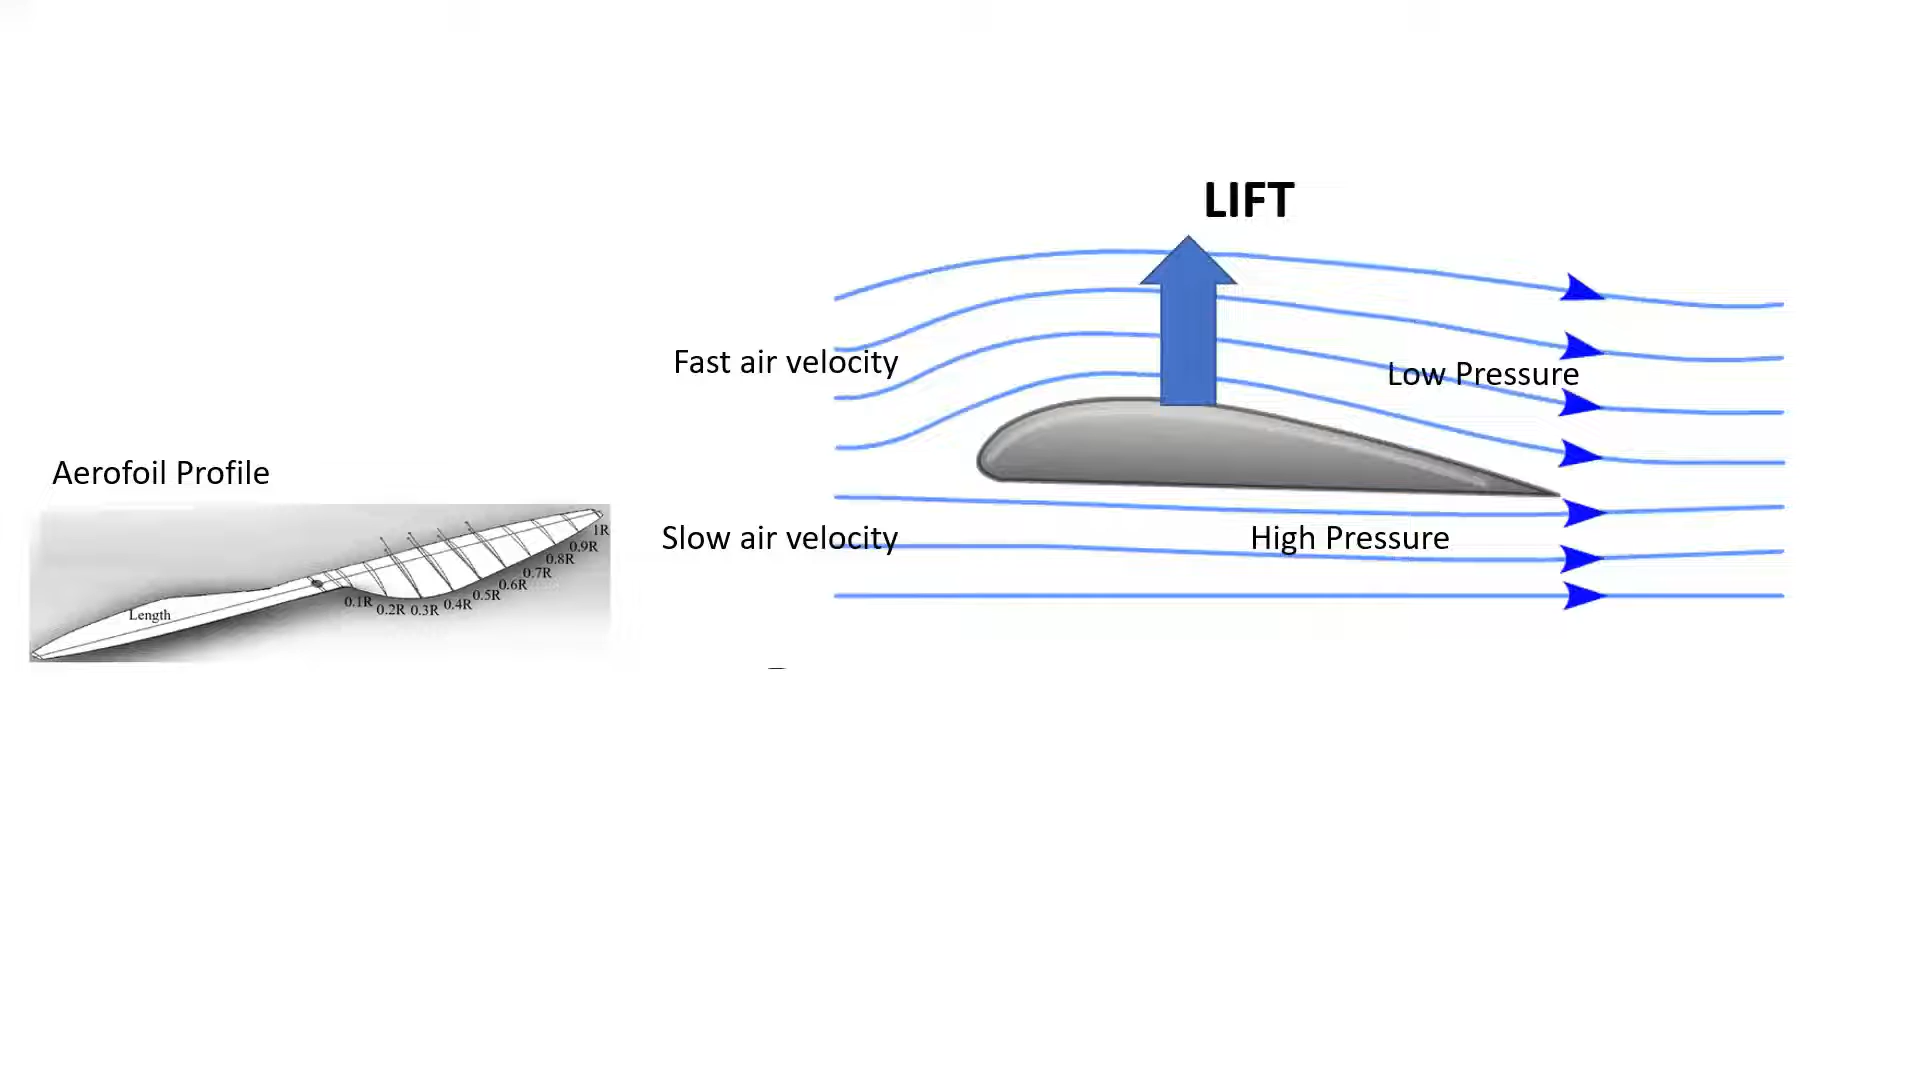 LIFT
Fast air velocity
Low Pressure
Aerofoil Profile
Slow air velocity
High Pressure
Length
0.1R
0.2R
0.3R
0.4R
0.5R
0.6R
0.7R
0.8R
0.9R
1R